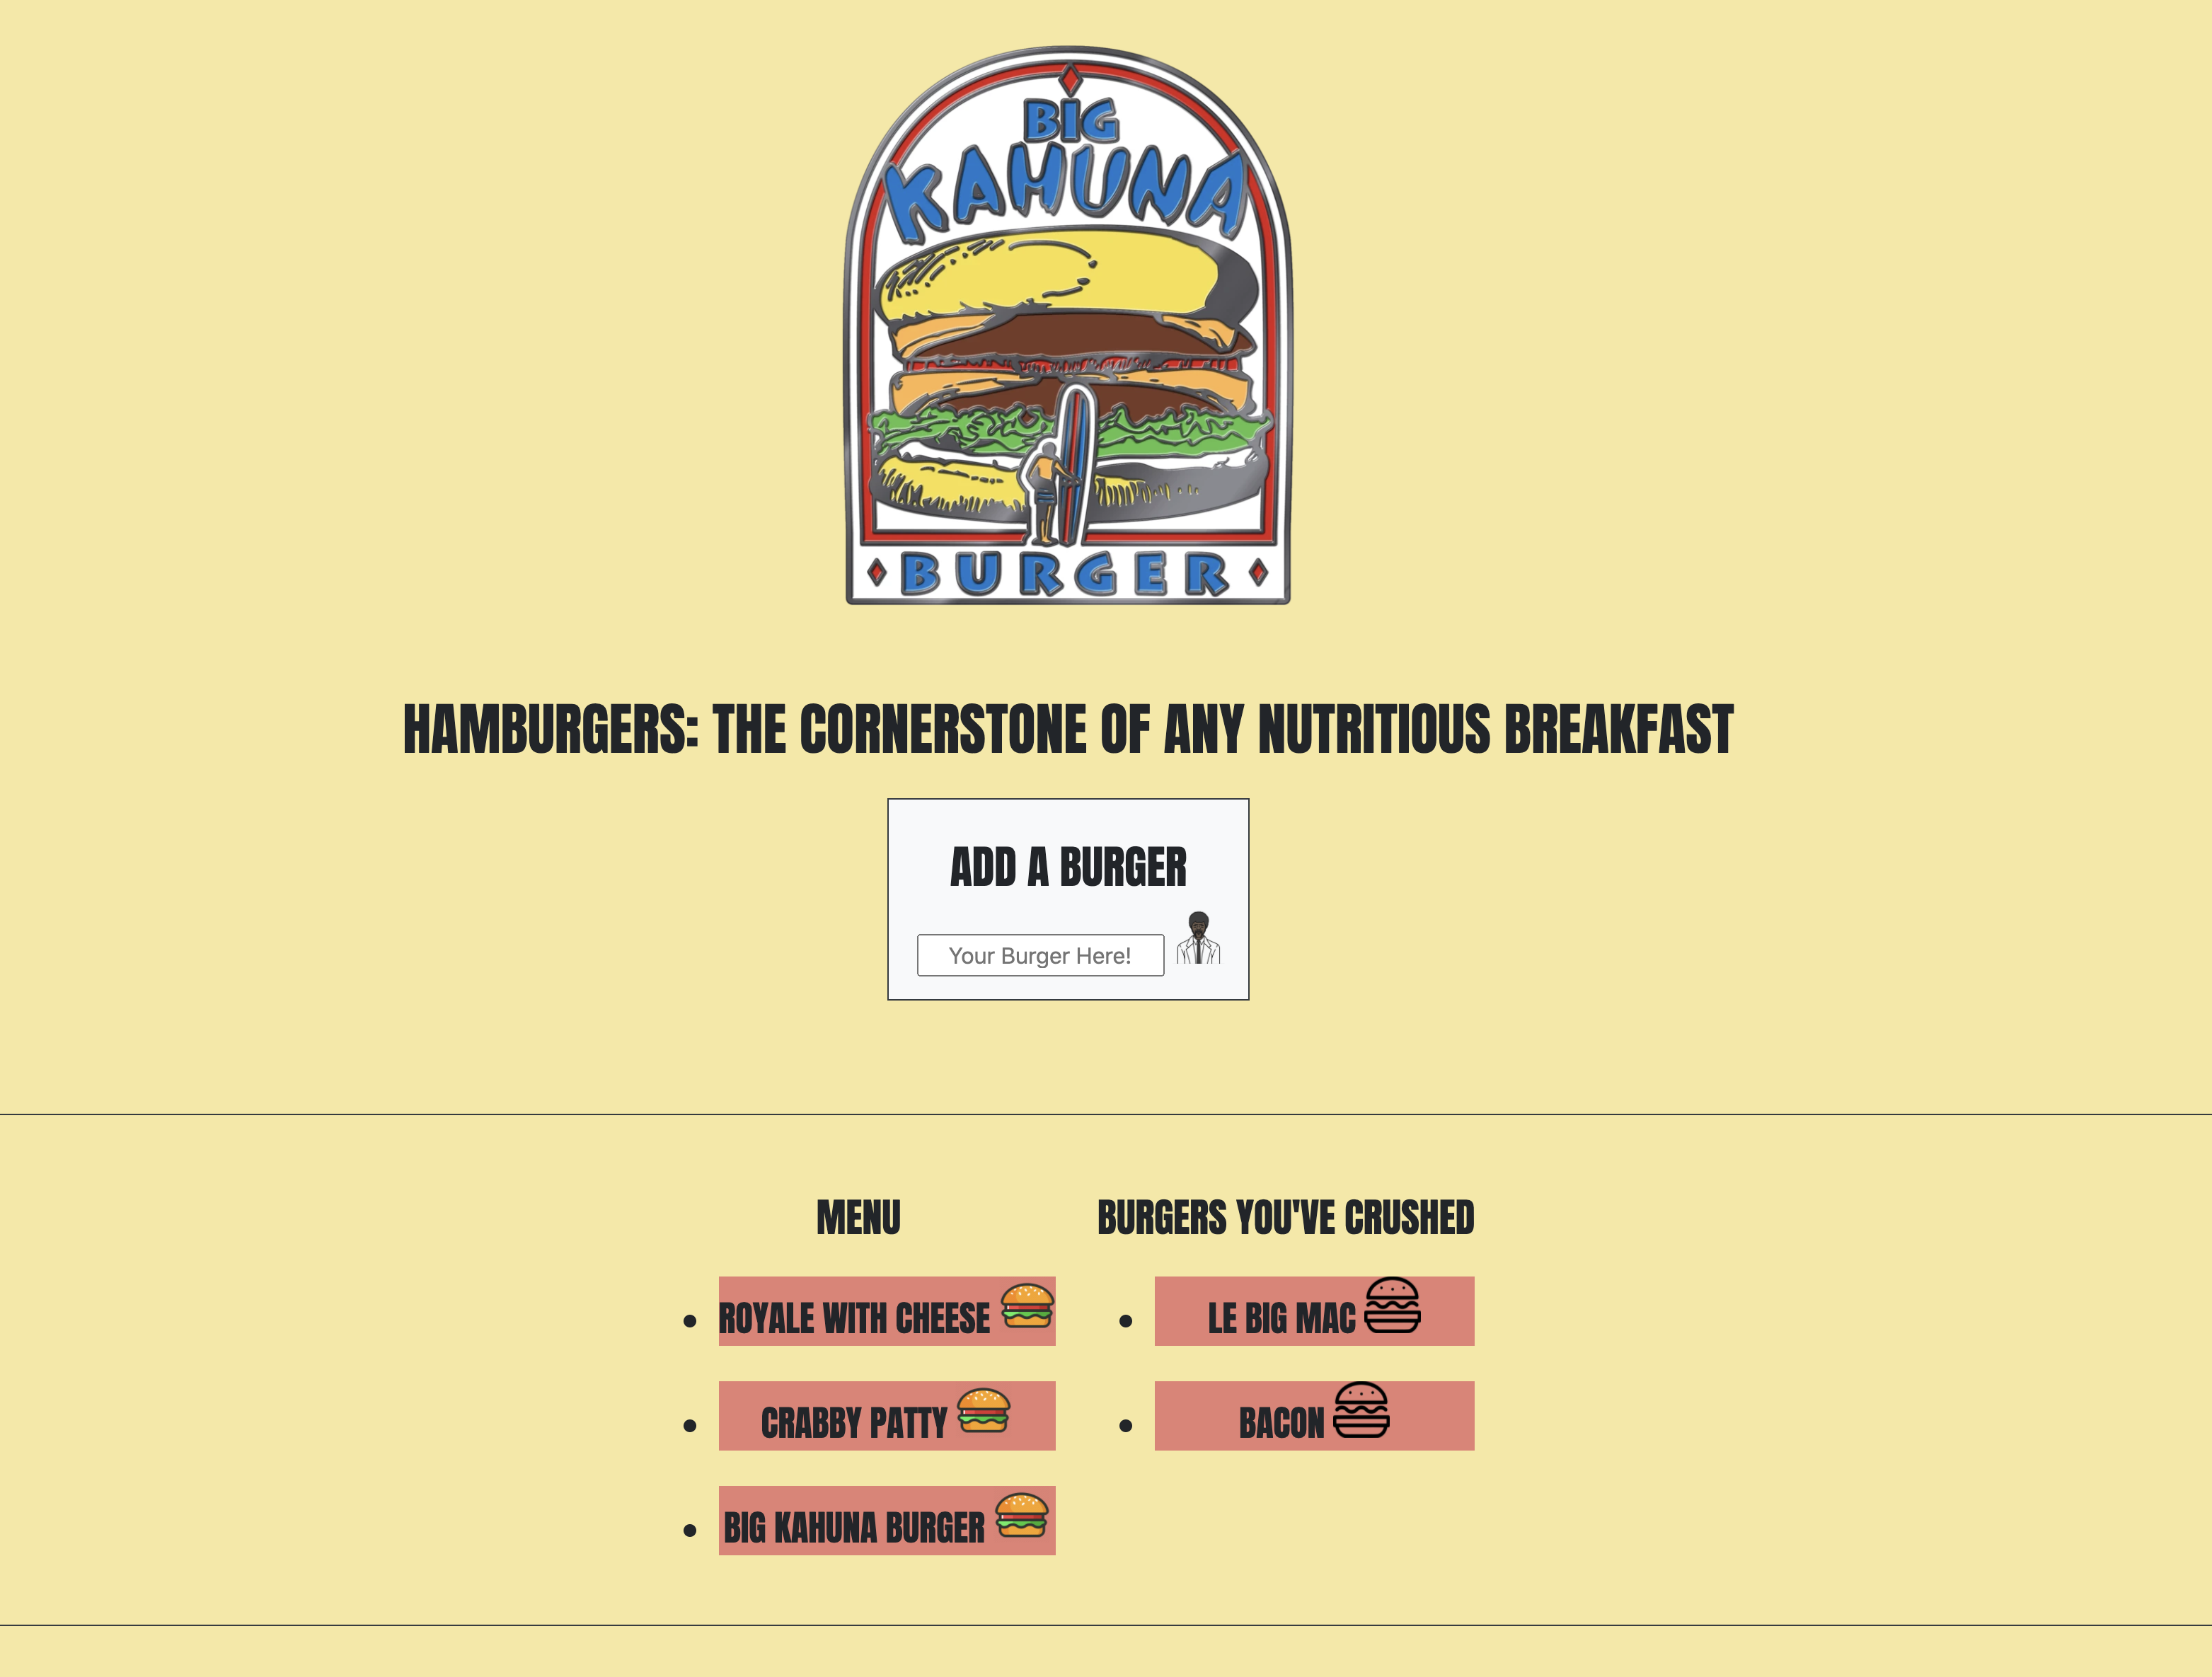 BIG
KAHUNA
BURGER
HAMBURGERS: THE CORNERSTONE OF ANY NUTRITIOUS BREAKFAST
ADD A BURGER
Your Burger Here!
MENU
ROYALE WITH CHEESE
CRABBY PATTY
BIG KAHUNA BURGER
BURGERS YOU'VE CRUSHED
LE BIG MAC
BACON